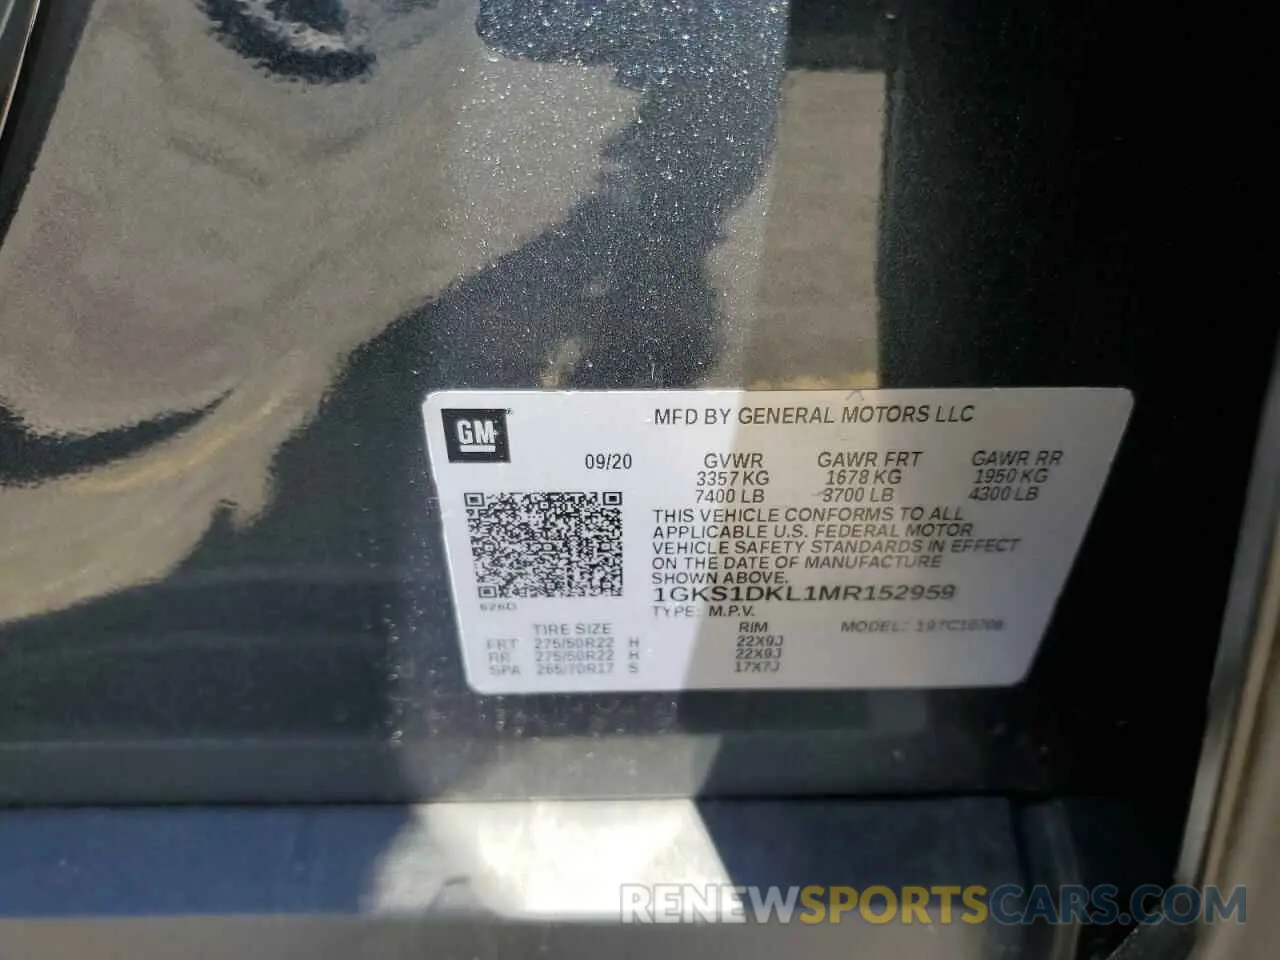 GM
MFD BY GENERAL MOTORS LLC
09/20 GVWR GAWR FRT GAWR RR
3357 KG 1678 KG 1950 KG
7400 LB 3700 LB 4300 LB
THIS VEHICLE CONFORMS TO ALL
APPLICABLE U.S. FEDERAL MOTOR
VEHICLE SAFETY STANDARDS IN EFFECT
ON THE DATE OF MANUFACTURE
SHOWN ABOVE.
1GKS1DKL1MR152959
TYPE: M.P.V.
TIRE SIZE RIM MODEL:
FRT 275/50R22 H 22X9J
RR 275/50R22 H 22X9J
SPA 265/70R17 S 17X7J
RENEWSPORTSCARS.COM